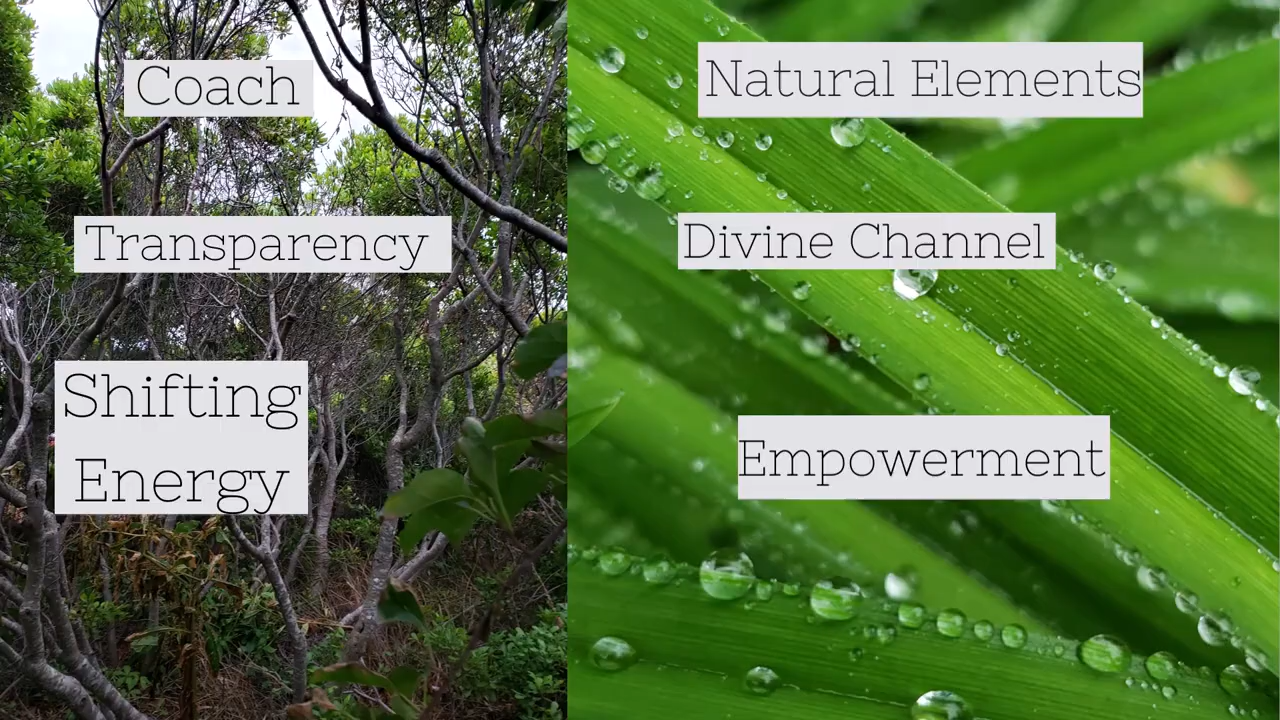 Coach
Transparency
Shifting
Energy
Natural Elements
Divine Channel
Empowerment